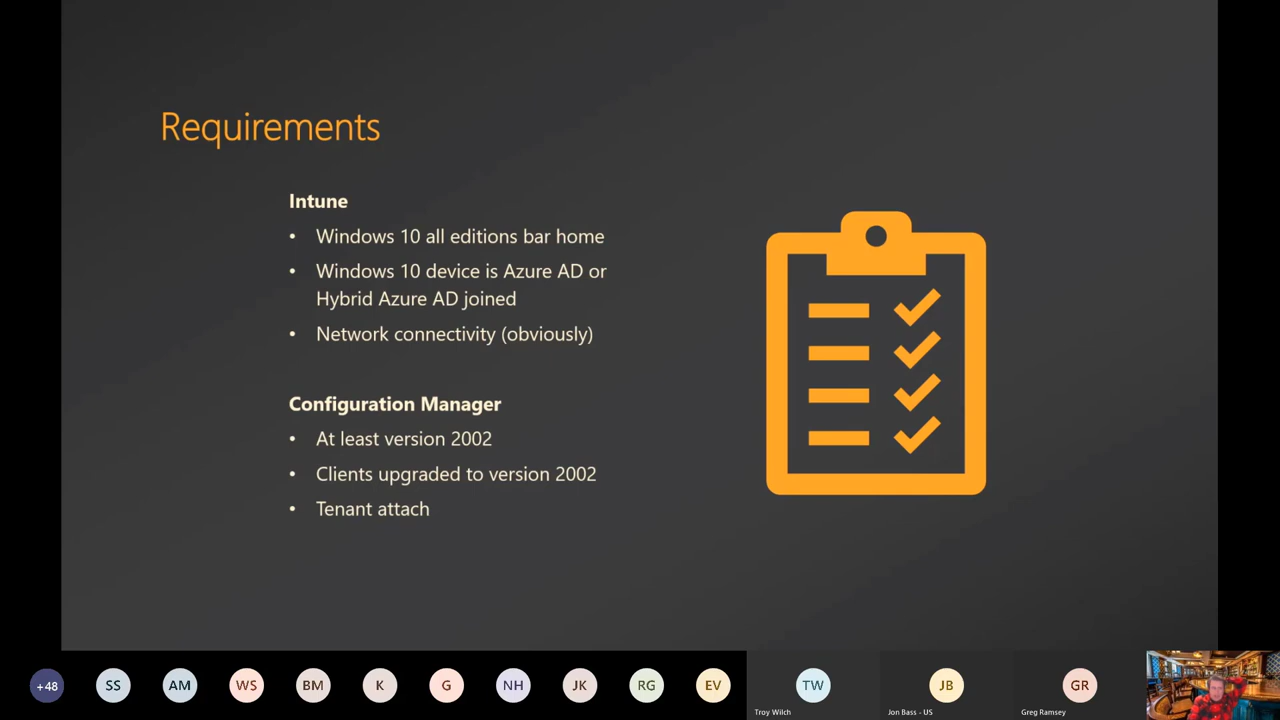 Requirements
Intune
• Windows 10 all editions bar home
• Windows 10 device is Azure AD or
Hybrid Azure AD joined
• Network connectivity (obviously)
Configuration Manager
• At least version 2002
• Clients upgraded to version 2002
• Tenant attach
+48 SS AM WS BM K G NH JK RG EV TW JB GR
Troy Wilch Jon Bass - US Greg Ramsey